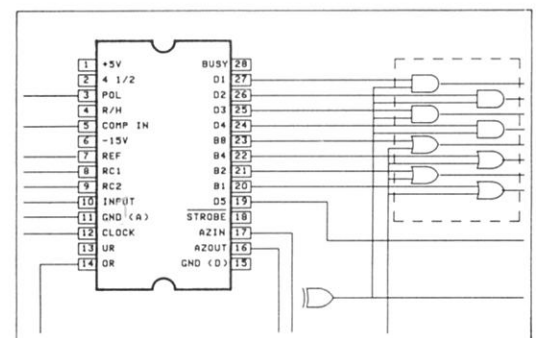 1 +5V BUSY 28
2 4 1/2 D1 27
3 POL D2 26
4 R/H D3 25
5 COMP IN D4 24
6 -15V B8 23
7 REF B4 22
8 RC1 B2 21
9 RC2 B1 20
10 INPUT D5 19
11 GND (A) STROBE 18
12 CLOCK AZIN 17
13 UR AZOUT 16
14 OR GND (D) 15